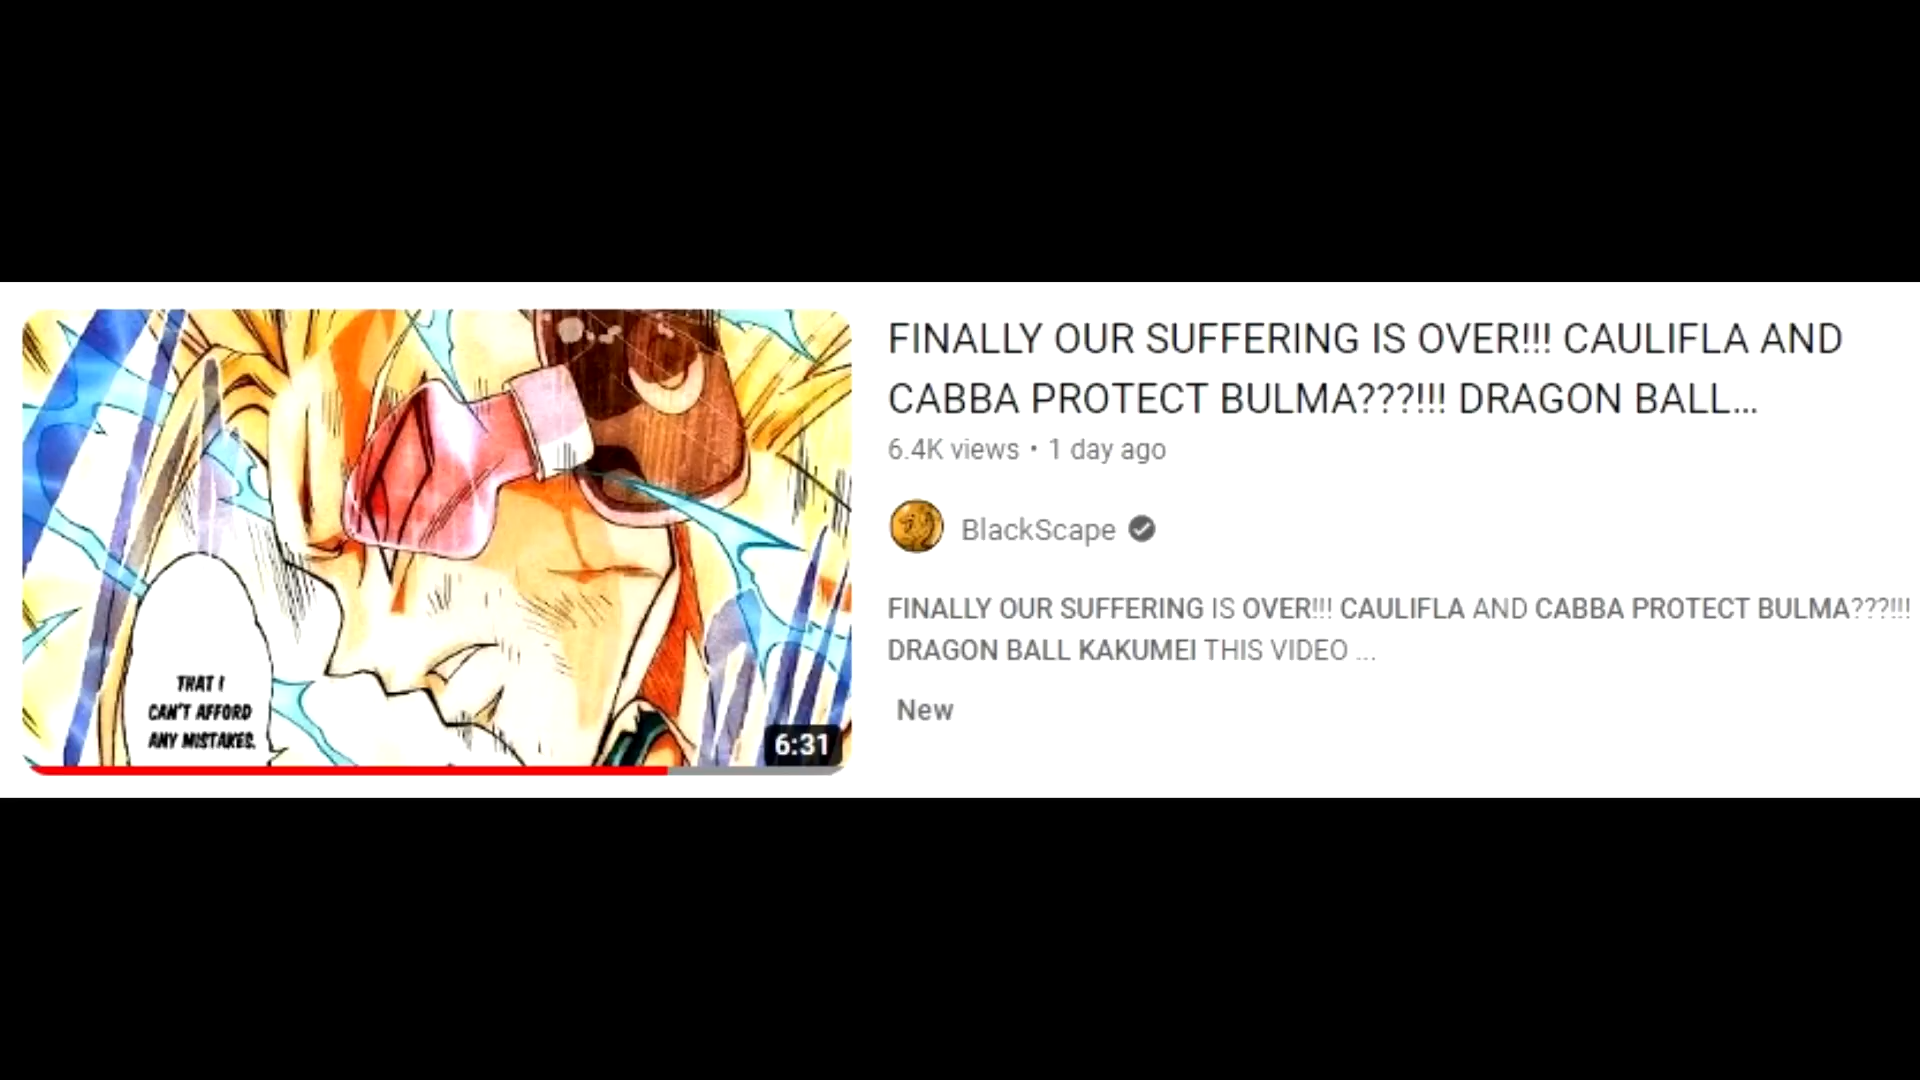 FINALLY OUR SUFFERING IS OVER!!! CAULIFLA AND
CABBA PROTECT BULMA???!!! DRAGON BALL...
6.4K views • 1 day ago
BlackScape
FINALLY OUR SUFFERING IS OVER!!! CAULIFLA AND CABBA PROTECT BULMA???!!!
DRAGON BALL KAKUMEI THIS VIDEO ...
New
THAT I
CAN'T AFFORD
ANY MISTAKES.
6:31